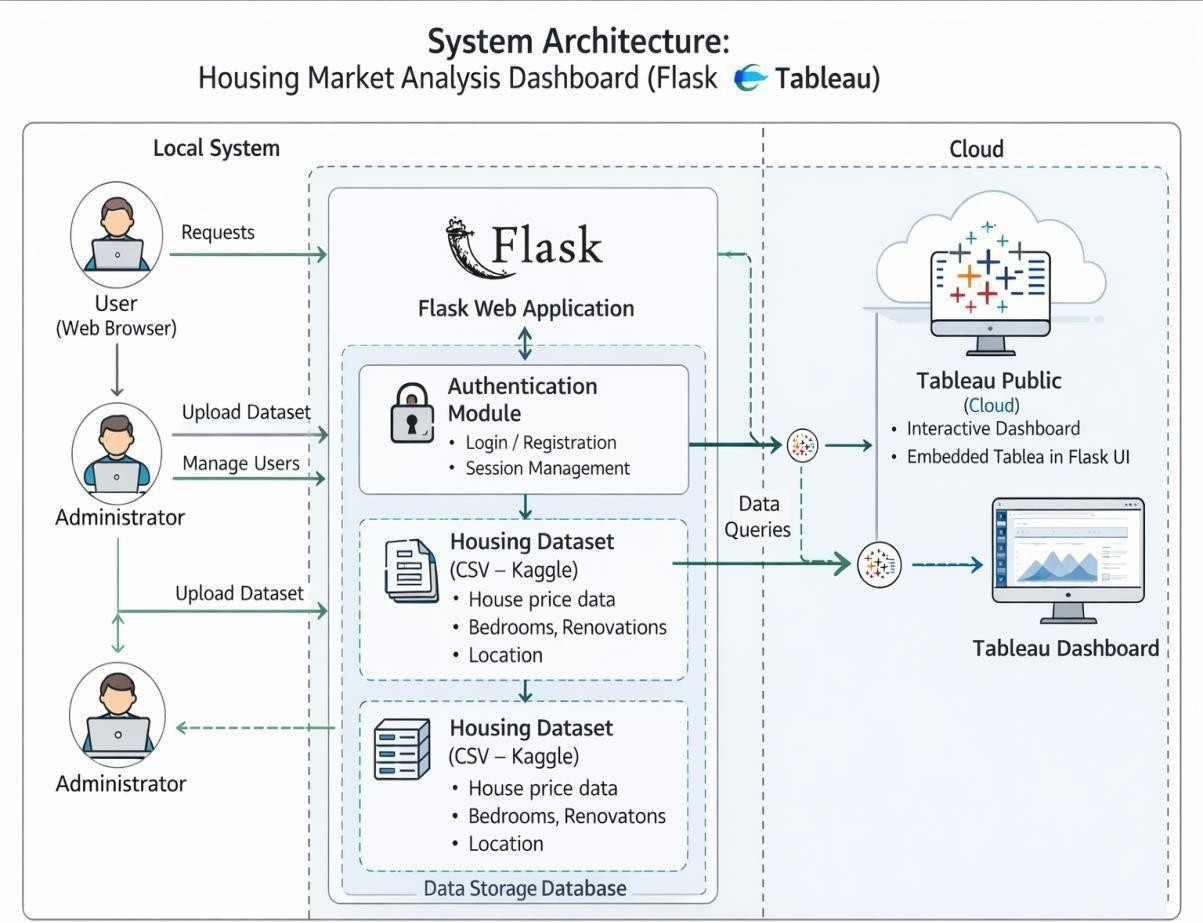 System Architecture:
Housing Market Analysis Dashboard (Flask Tableau)
Local System
Cloud
Requests
User
(Web Browser)
Flask
Flask Web Application
Upload Dataset
Manage Users
Administrator
Authentication
Module
• Login / Registration
• Session Management
Tableau Public
(Cloud)
• Interactive Dashboard
• Embedded Tablea in Flask UI
Data
Queries
Housing Dataset
(CSV – Kaggle)
• House price data
• Bedrooms, Renovations
• Location
Upload Dataset
Tableau Dashboard
Administrator
Housing Dataset
(CSV – Kaggle)
• House price data
• Bedrooms, Renovatons
• Location
Data Storage Database